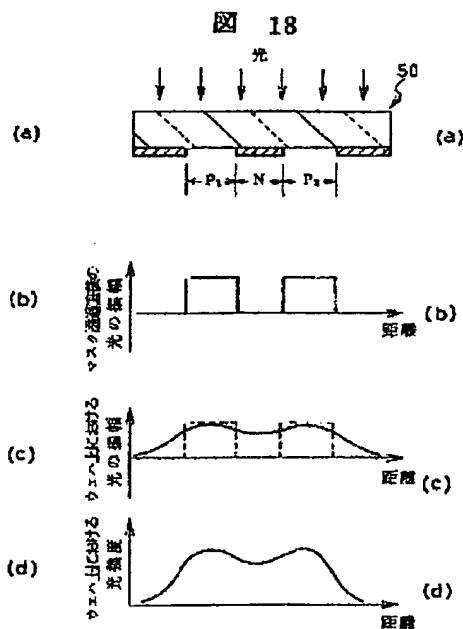 図 18
光
50
(a) (a)
P₁ N P₂
(b) マスク通過直後の光の振幅 距離 (b)
(c) ウェハ上における光の振幅 距離 (c)
(d) ウェハ上における光強度 距離 (d)